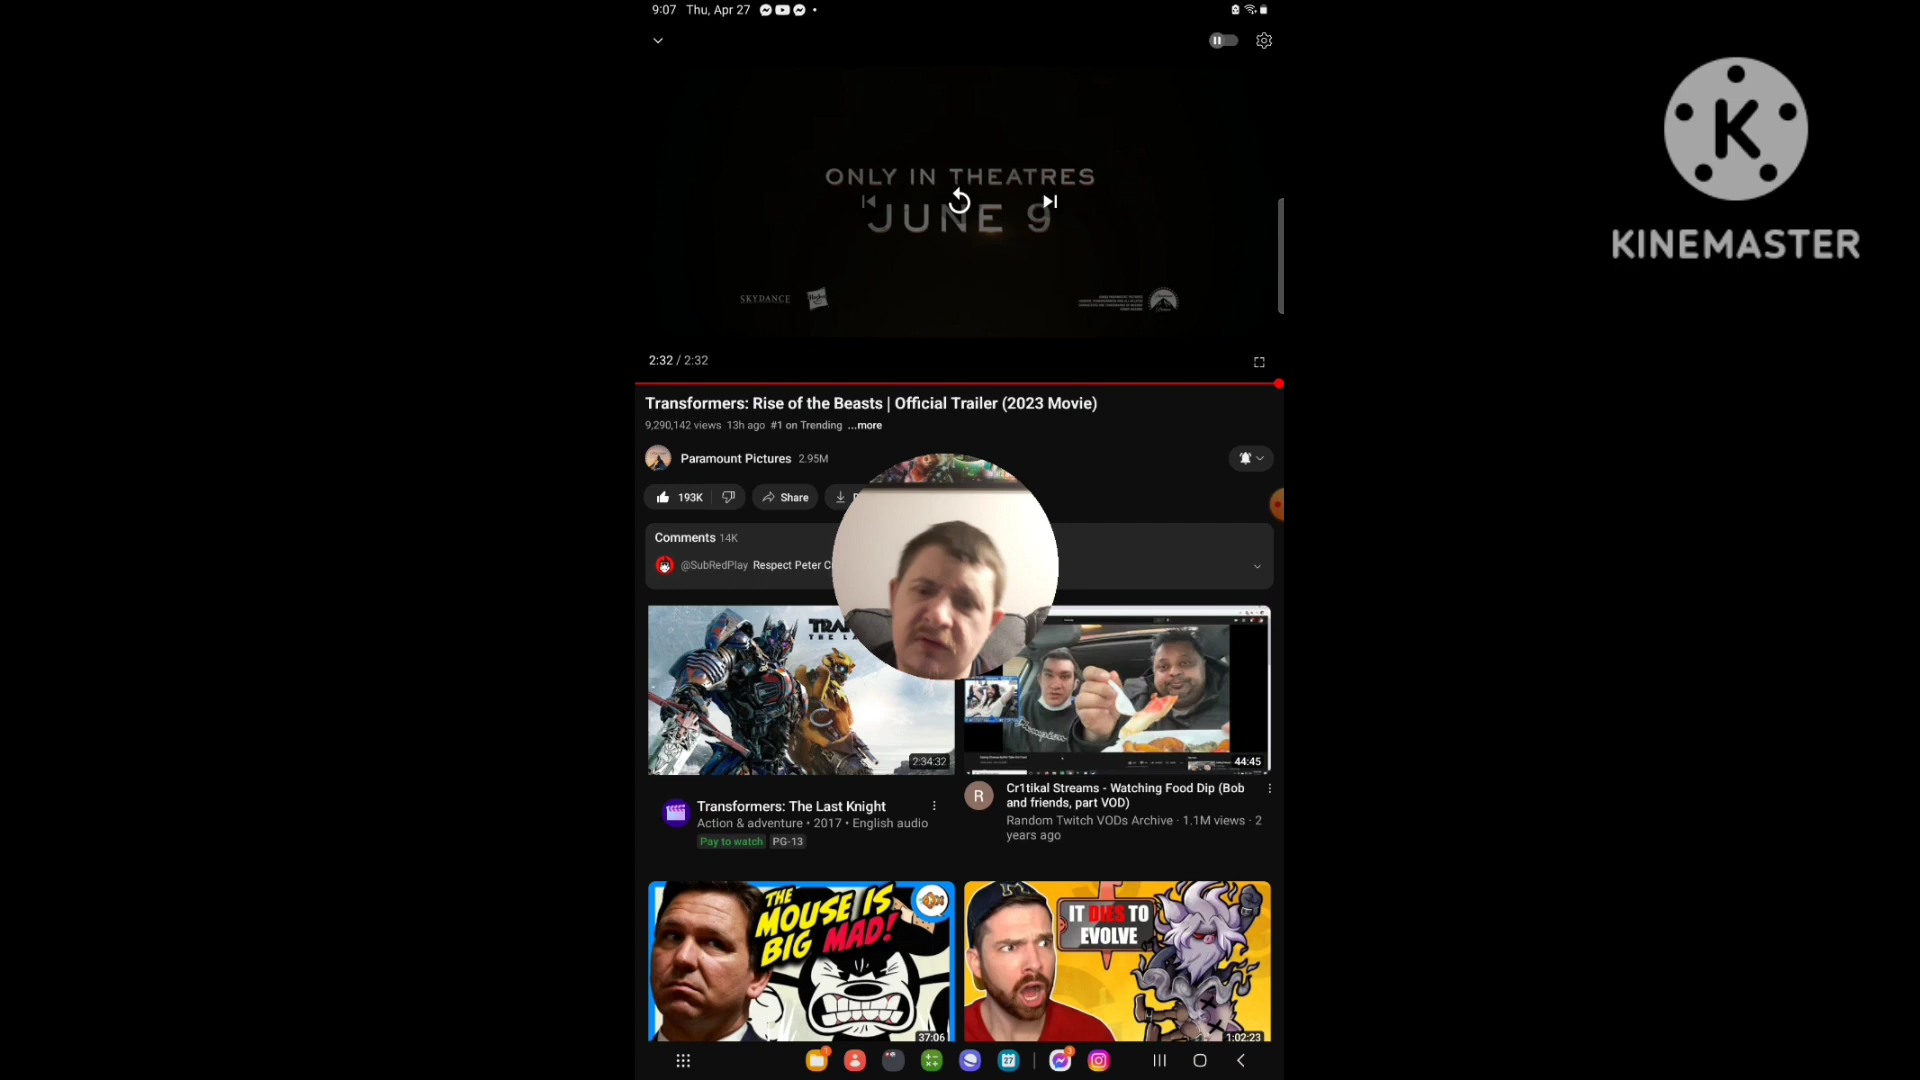 9:07 Thu, Apr 27
KINEMASTER
ONLY IN THEATRES
JUNE 9
SKYDANCE
2:32 / 2:32
Transformers: Rise of the Beasts | Official Trailer (2023 Movie)
9,290,142 views 13h ago #1 on Trending ...more
Paramount Pictures 2.95M
193K Share
Comments 14K
@SubRedPlay Respect Peter C
TRA
THE LA
2:34:32
44:45
Transformers: The Last Knight
Action & adventure • 2017 • English audio
Pay to watch PG-13
R
Cr1tikal Streams - Watching Food Dip (Bob
and friends, part VOD)
Random Twitch VODs Archive · 1.1M views · 2
years ago
THE
MOUSE IS
BIG MAD!
37:06
IT DIES TO
EVOLVE
1:02:23